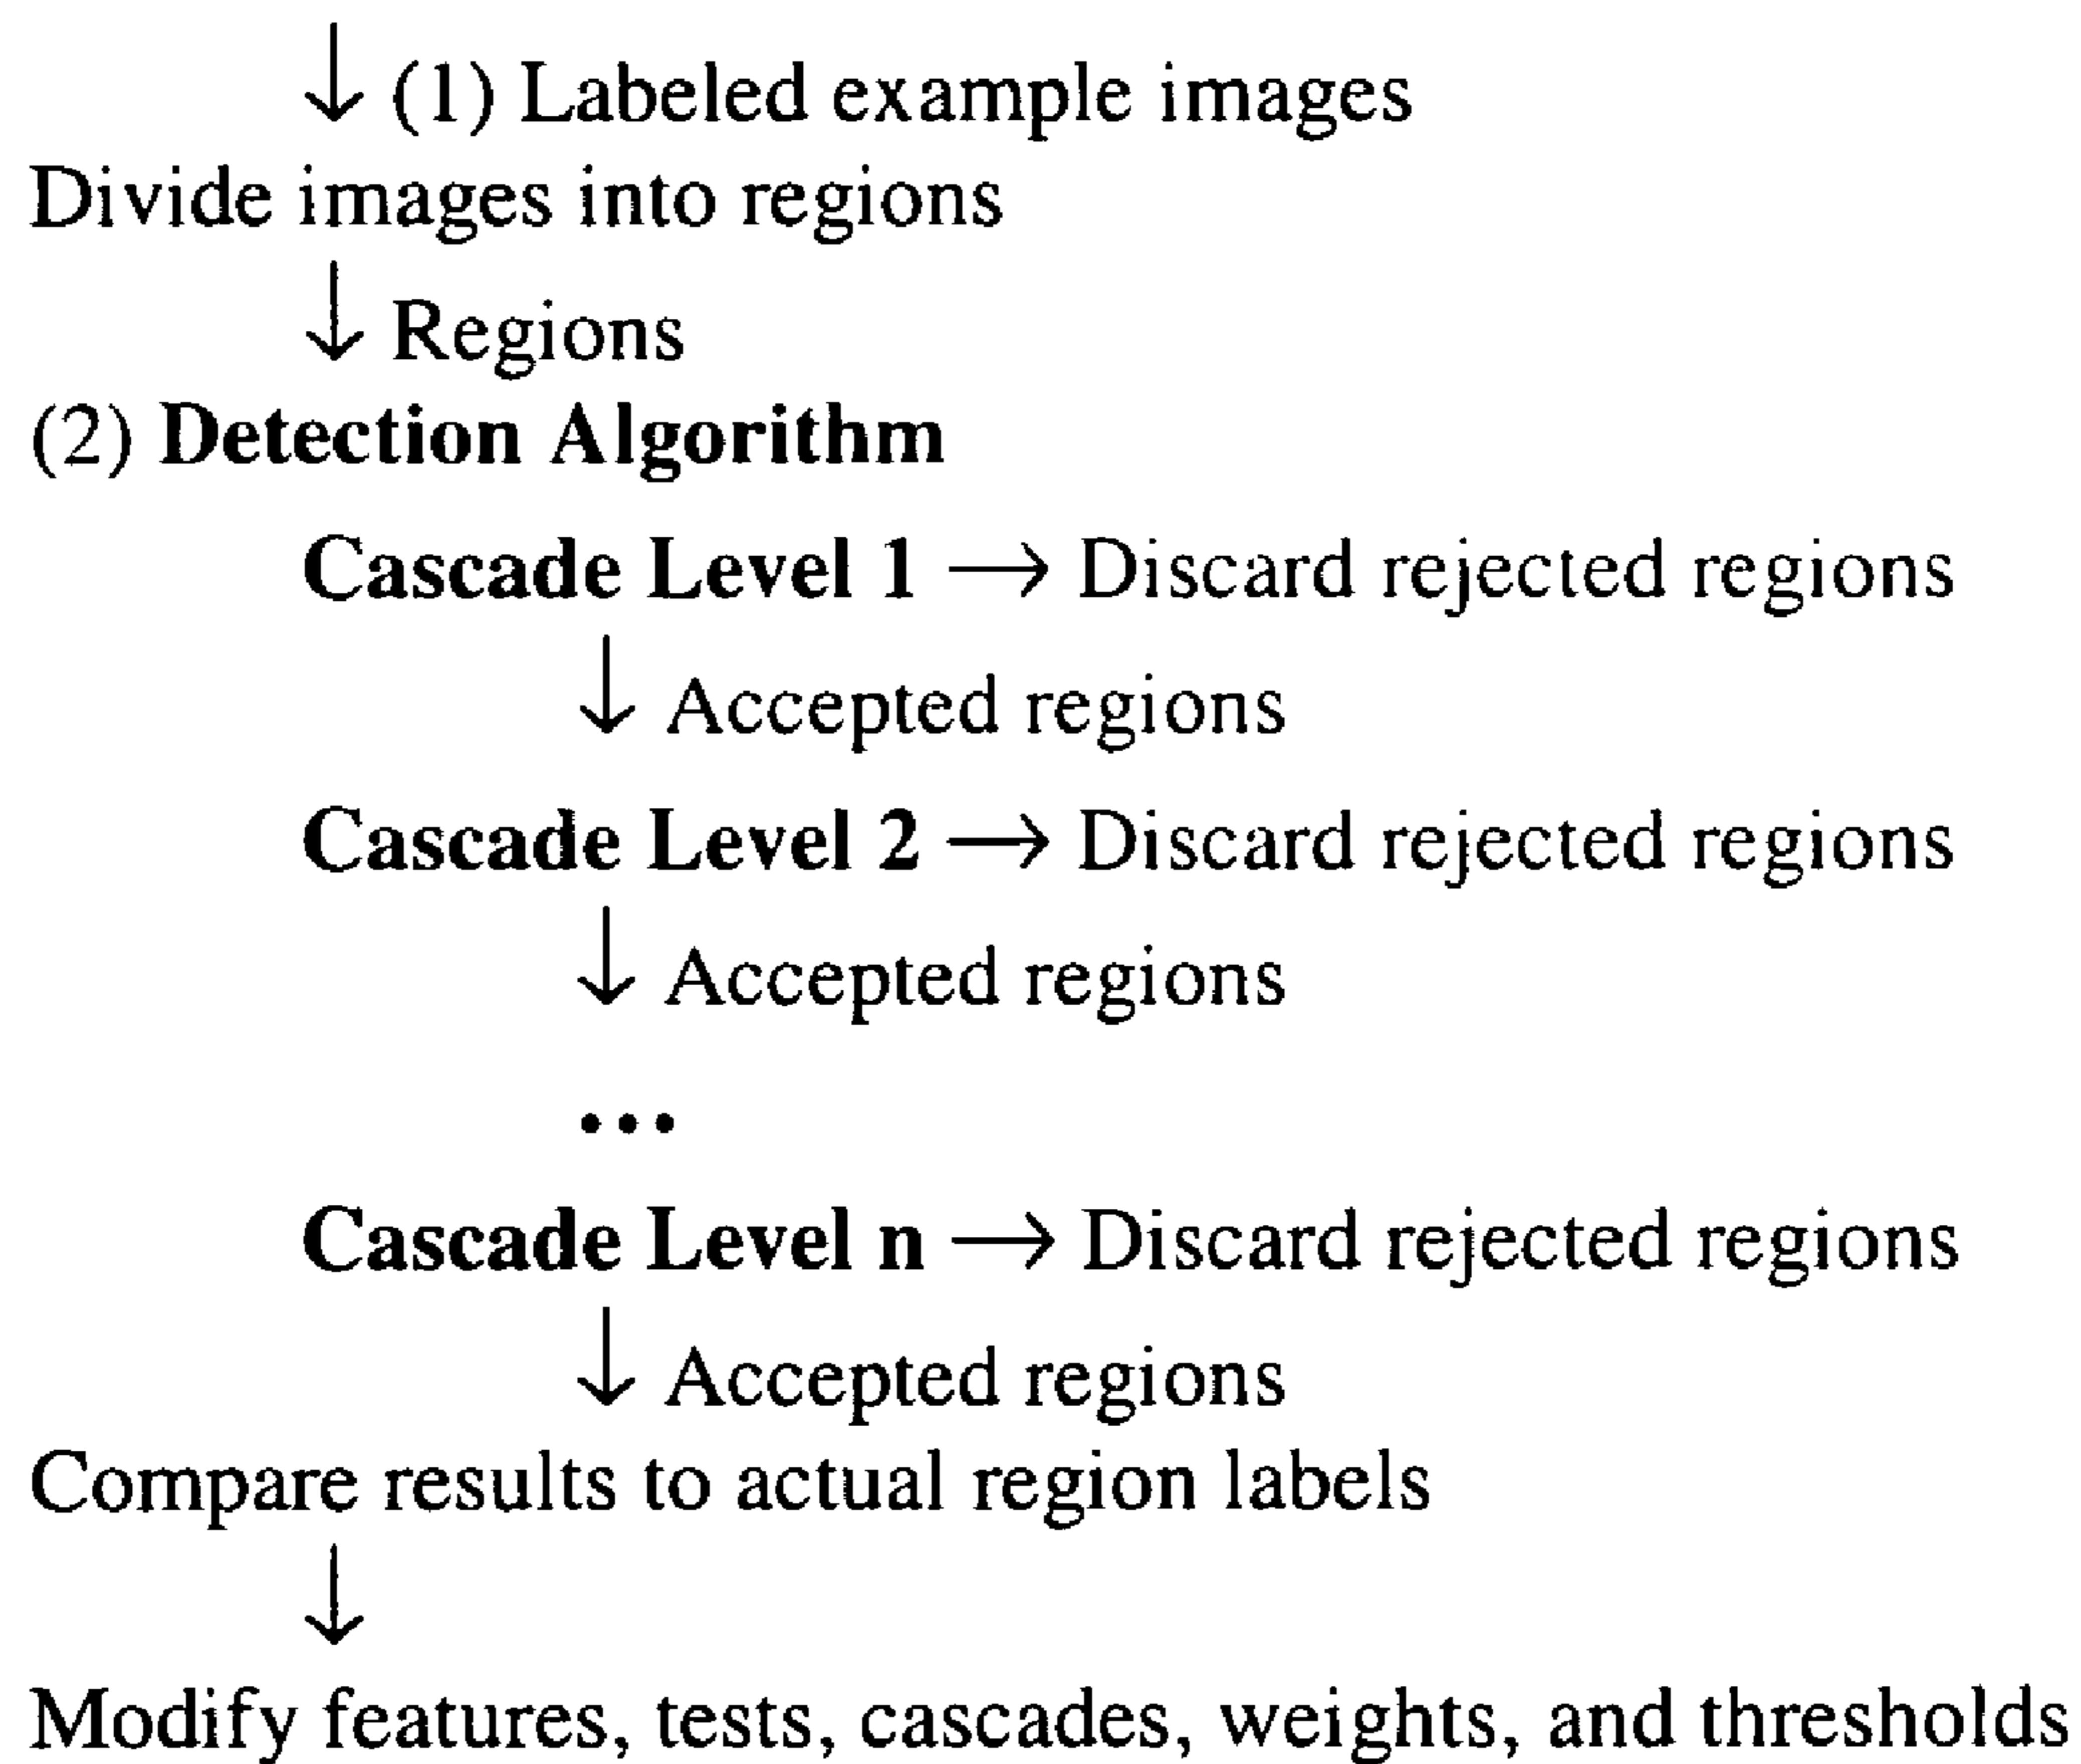 ↓ (1) Labeled example images
Divide images into regions
↓ Regions
(2) Detection Algorithm
Cascade Level 1 → Discard rejected regions
↓ Accepted regions
Cascade Level 2 → Discard rejected regions
↓ Accepted regions
...
Cascade Level n → Discard rejected regions
↓ Accepted regions
Compare results to actual region labels
↓
Modify features, tests, cascades, weights, and thresholds